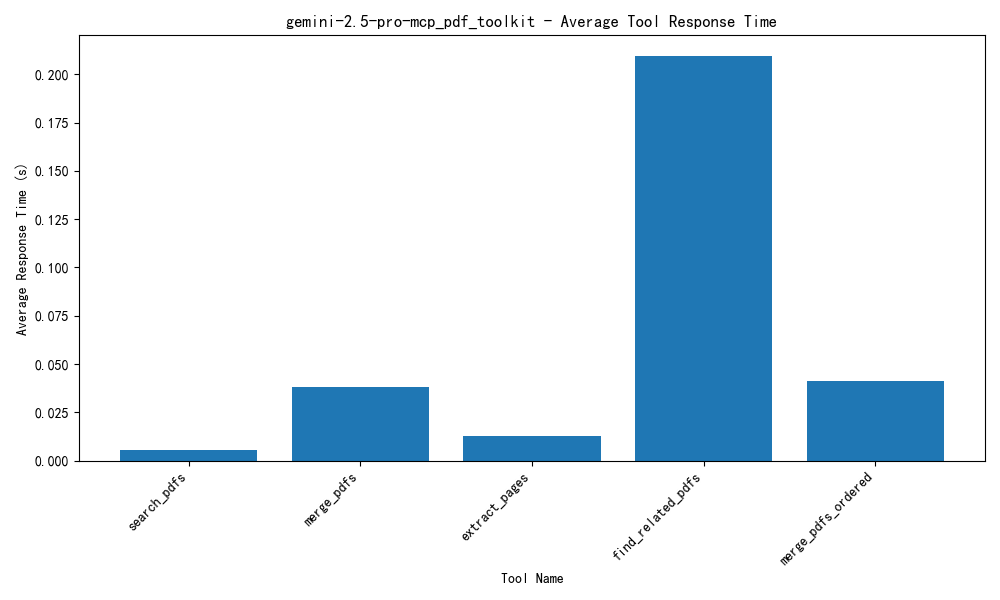 gemini-2.5-pro-mcp_pdf_toolkit - Average Tool Response Time
Average Response Time (s)
0.200
0.175
0.150
0.125
0.100
0.075
0.050
0.025
0.000
search_pdfs
merge_pdfs
extract_pages
find_related_pdfs
merge_pdfs_ordered
Tool Name